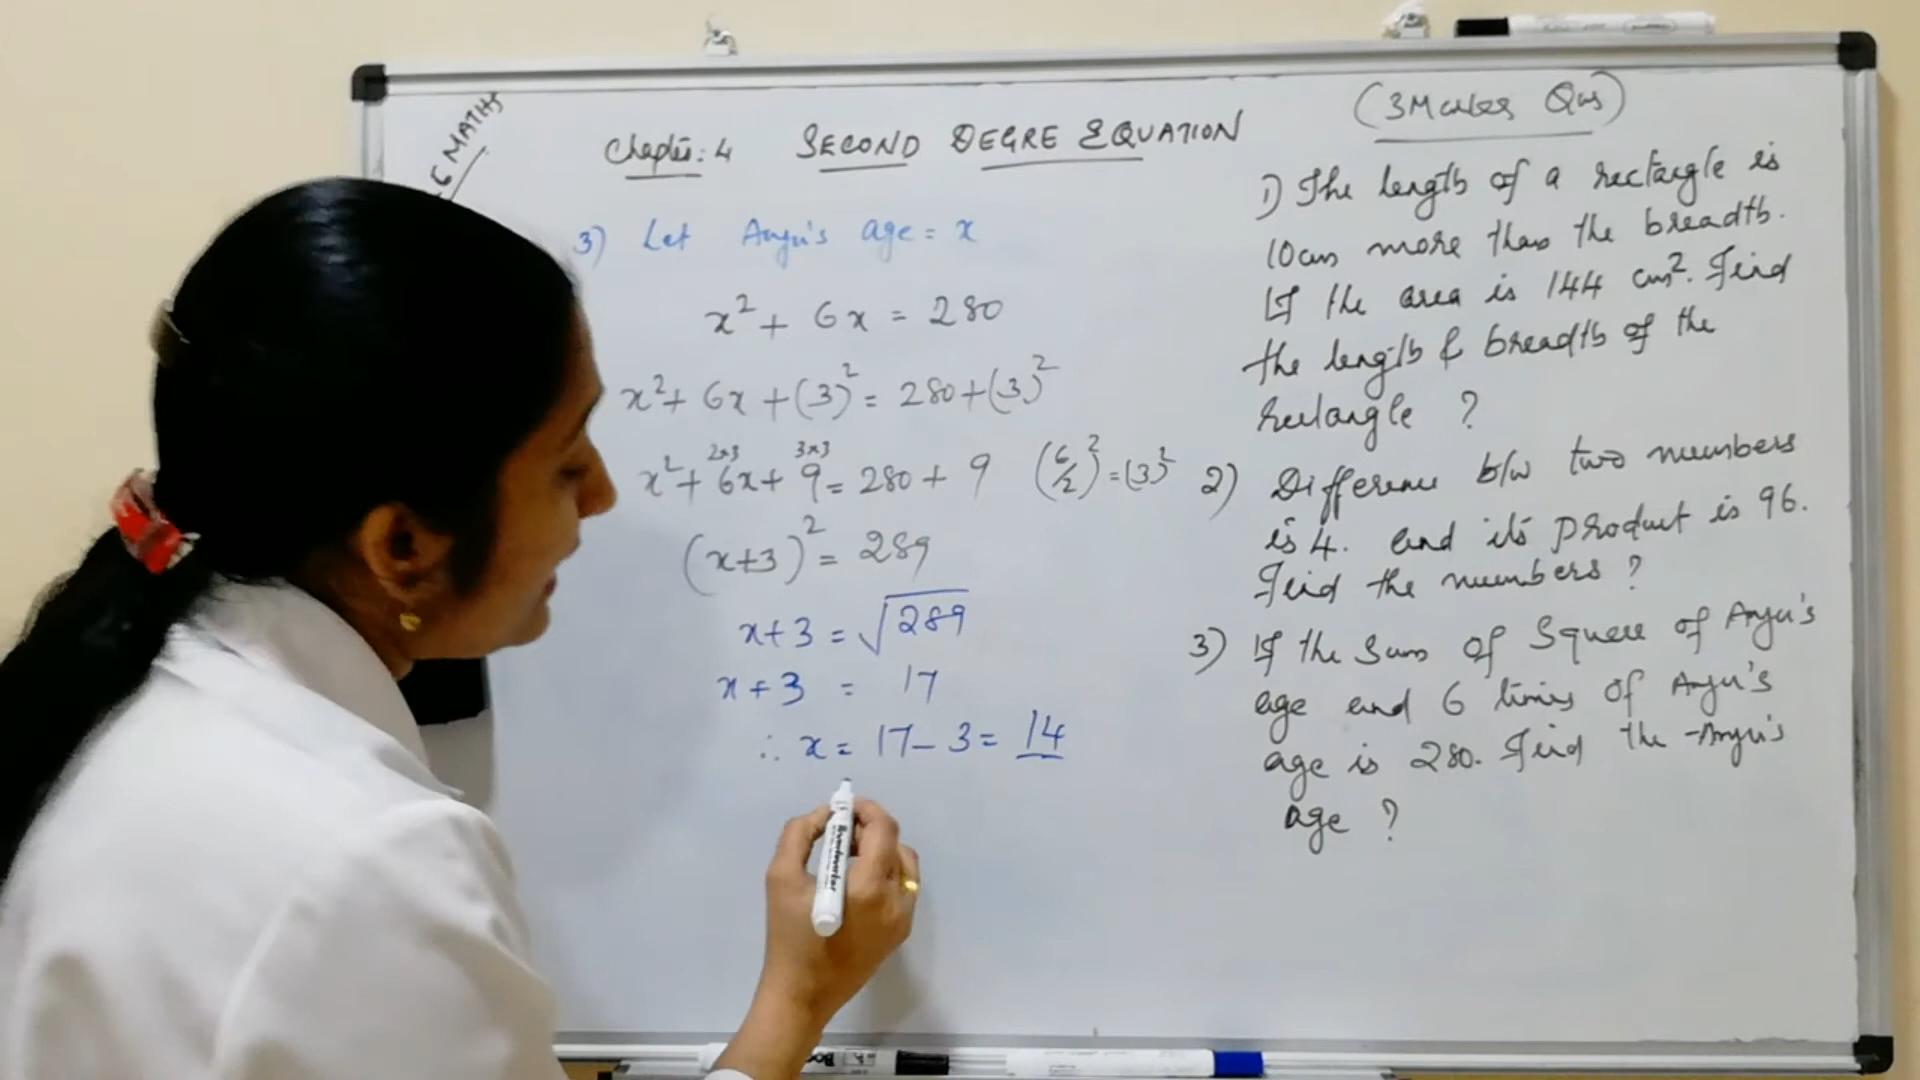 MATHS
Chapter: 4 SECOND DEGRE EQUATION
(3 Marks Qus)
3) Let Anju's age = x
x² + 6x = 280
x² + 6x + (3)² = 280 + (3)²
2×3 3×3
x² + 6x + 9 = 280 + 9 (6/2)² = (3)²
(x+3)² = 289
x+3 = √289
x+3 = 17
∴ x = 17 - 3 = 14
1) The length of a rectangle is
10cm more than the breadth.
If the area is 144 cm². Find
the length & breadth of the
rectangle ?
2) Difference b/w two numbers
is 4. and its product is 96.
Find the numbers ?
3) If the Sum of Square of Anju's
age and 6 times of Anju's
age is 280. Find the Anju's
age ?